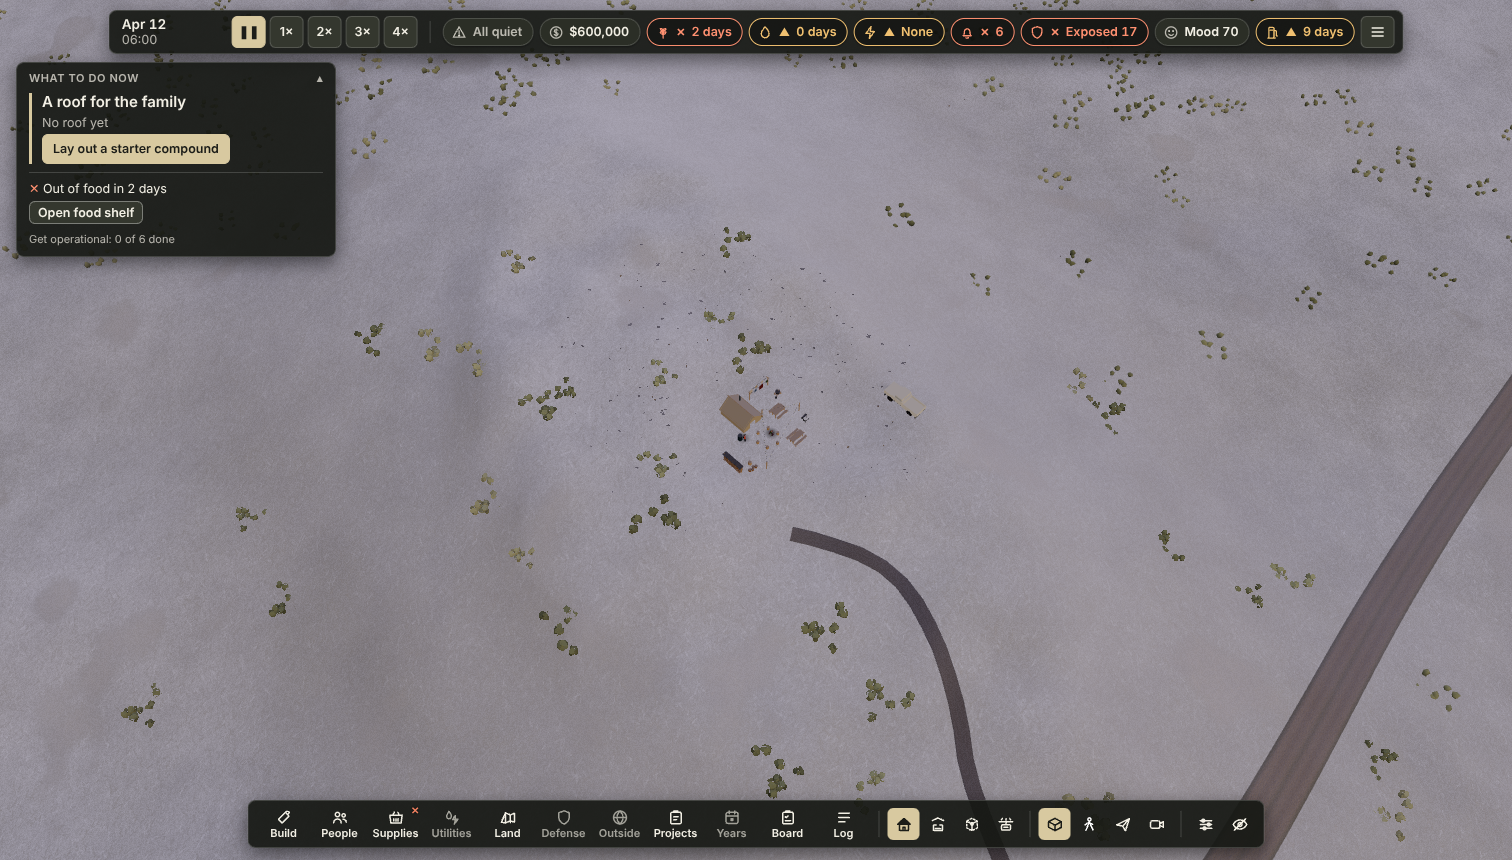 Apr 12
06:00
1×
2×
3×
4×
All quiet
$600,000
× 2 days
▲ 0 days
▲ None
× 6
× Exposed 17
Mood 70
▲ 9 days
WHAT TO DO NOW
A roof for the family
No roof yet
Lay out a starter compound
× Out of food in 2 days
Open food shelf
Get operational: 0 of 6 done
Build
People
Supplies
Utilities
Land
Defense
Outside
Projects
Years
Board
Log